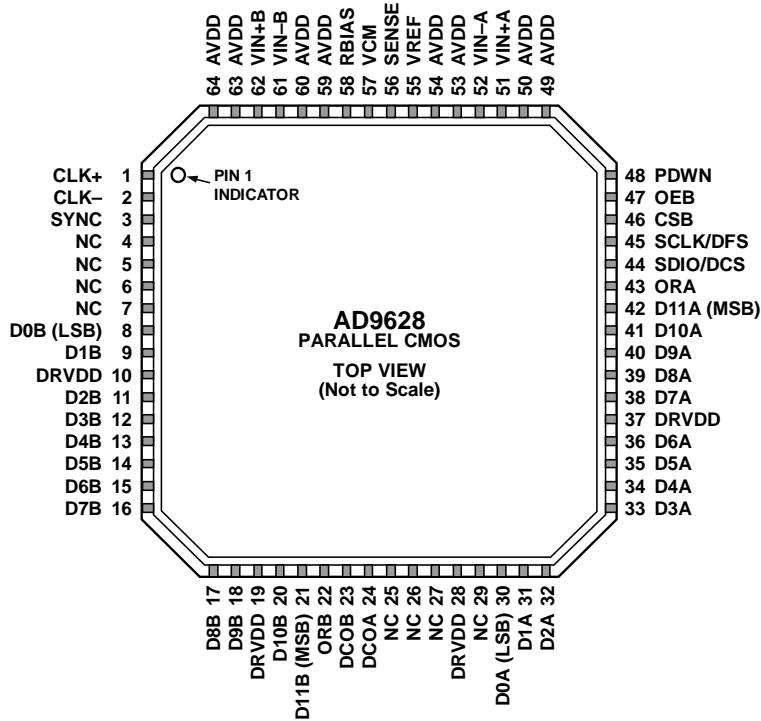 64 AVDD
63 AVDD
62 VIN+B
61 VIN–B
60 AVDD
59 AVDD
58 RBIAS
57 VCM
56 SENSE
55 VREF
54 AVDD
53 AVDD
52 VIN–A
51 VIN+A
50 AVDD
49 AVDD
CLK+ 1
CLK– 2
SYNC 3
NC 4
NC 5
NC 6
NC 7
D0B (LSB) 8
D1B 9
DRVDD 10
D2B 11
D3B 12
D4B 13
D5B 14
D6B 15
D7B 16
PIN 1
INDICATOR
AD9628
PARALLEL CMOS
TOP VIEW
(Not to Scale)
48 PDWN
47 OEB
46 CSB
45 SCLK/DFS
44 SDIO/DCS
43 ORA
42 D11A (MSB)
41 D10A
40 D9A
39 D8A
38 D7A
37 DRVDD
36 D6A
35 D5A
34 D4A
33 D3A
D8B 17
D9B 18
DRVDD 19
D10B 20
D11B (MSB) 21
ORB 22
DCOB 23
DCOA 24
NC 25
NC 26
NC 27
DRVDD 28
NC 29
D0A (LSB) 30
D1A 31
D2A 32